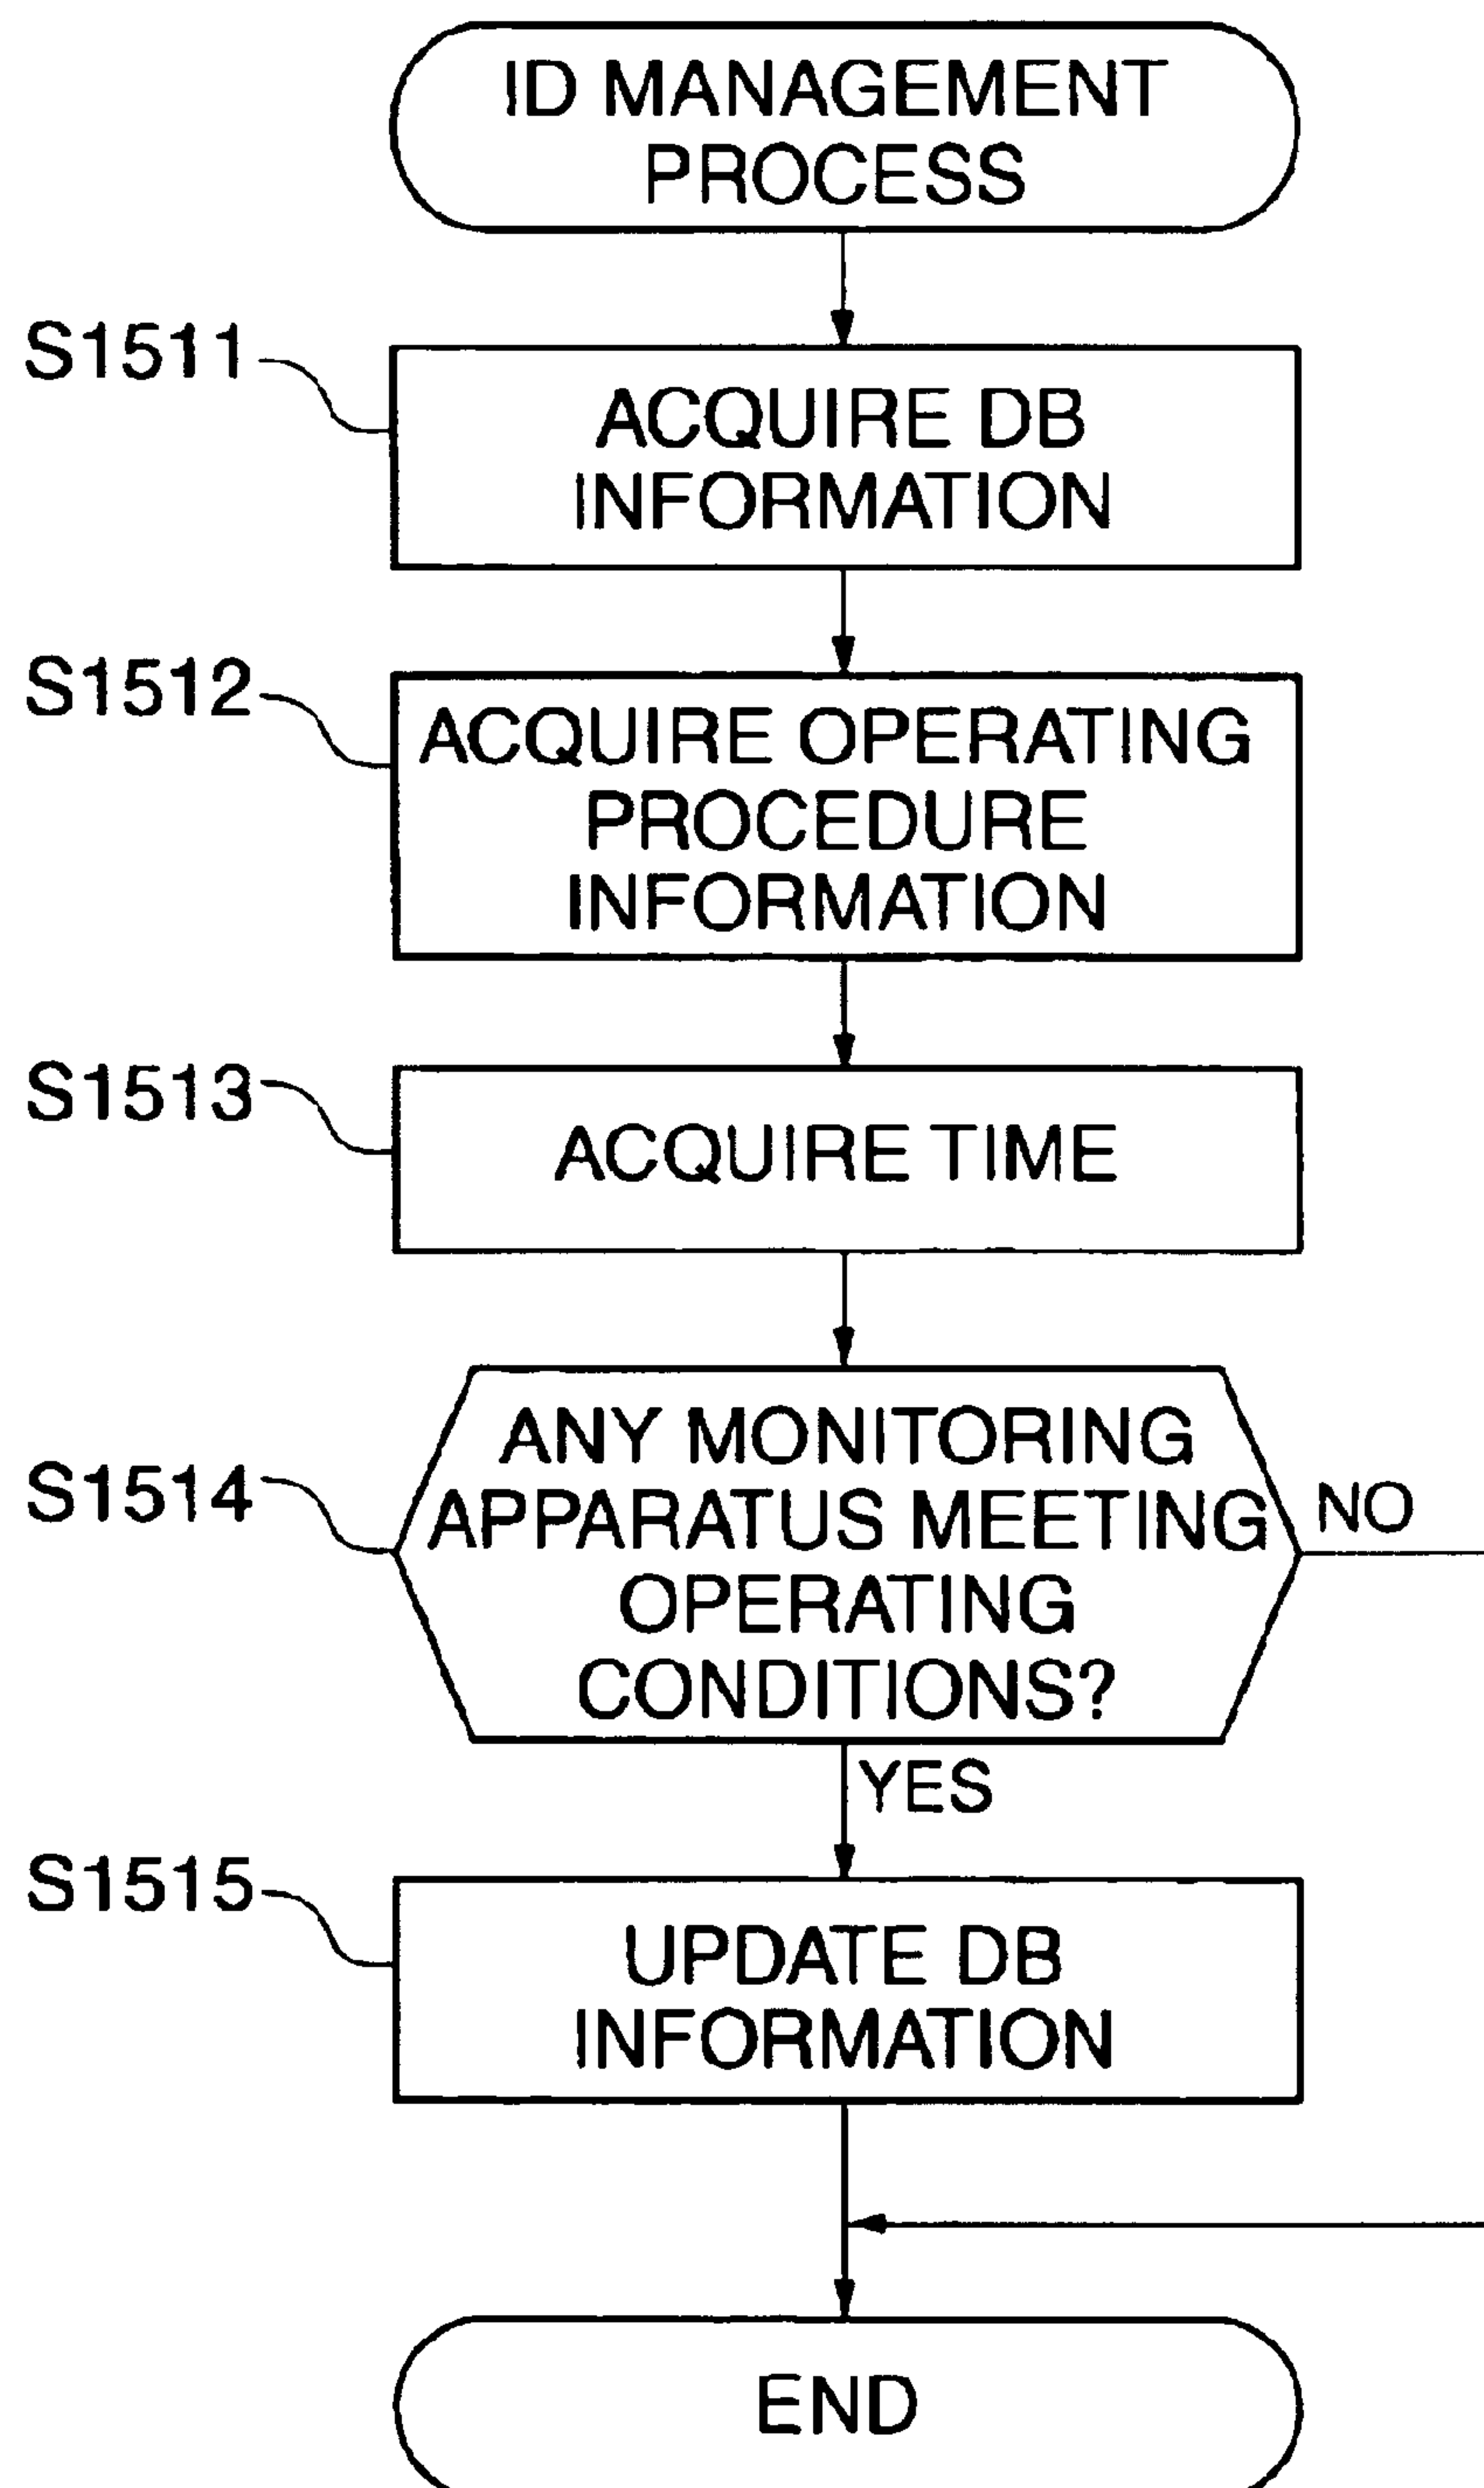 ID MANAGEMENT
PROCESS
S1511
ACQUIRE DB
INFORMATION
S1512
ACQUIRE OPERATING
PROCEDURE
INFORMATION
S1513
ACQUIRE TIME
S1514
ANY MONITORING
APPARATUS MEETING
OPERATING
CONDITIONS?
NO
YES
S1515
UPDATE DB
INFORMATION
END